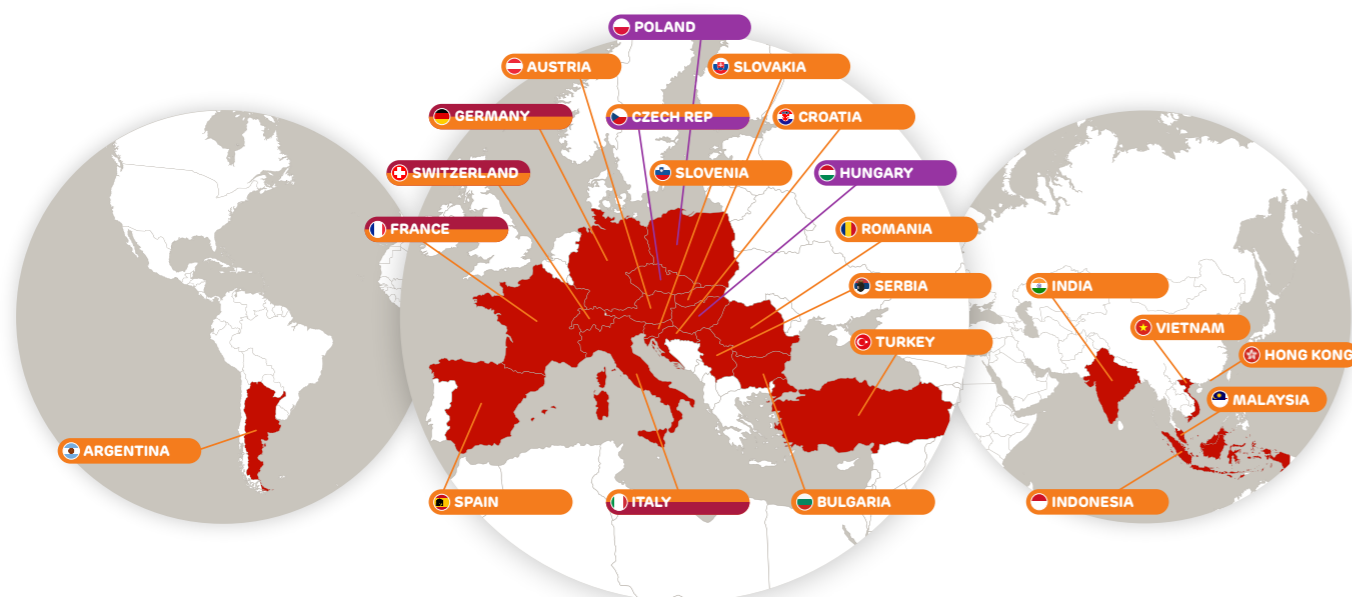 POLAND
AUSTRIA
SLOVAKIA
GERMANY
CZECH REP
CROATIA
SWITZERLAND
SLOVENIA
HUNGARY
FRANCE
ROMANIA
SERBIA
INDIA
VIETNAM
TURKEY
HONG KONG
MALAYSIA
ARGENTINA
SPAIN
ITALY
BULGARIA
INDONESIA